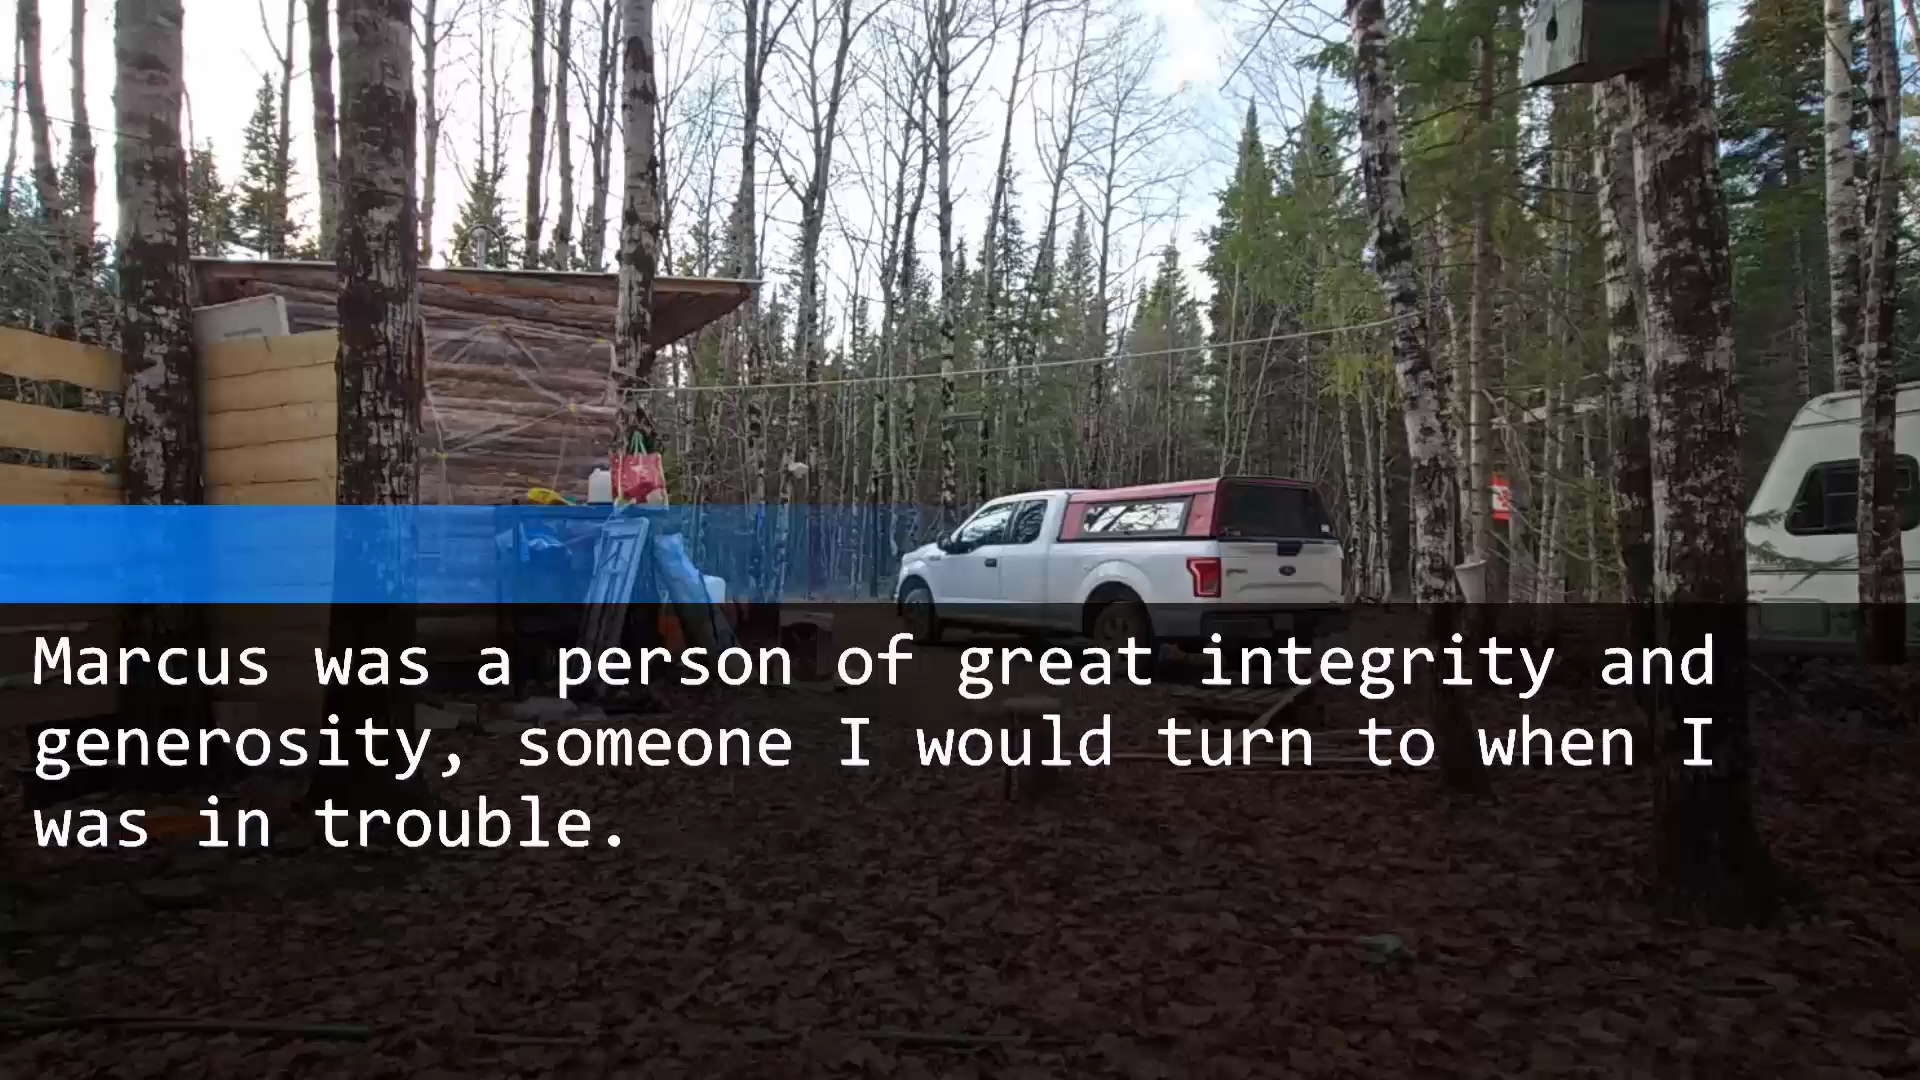 Marcus was a person of great integrity and
generosity, someone I would turn to when I
was in trouble.